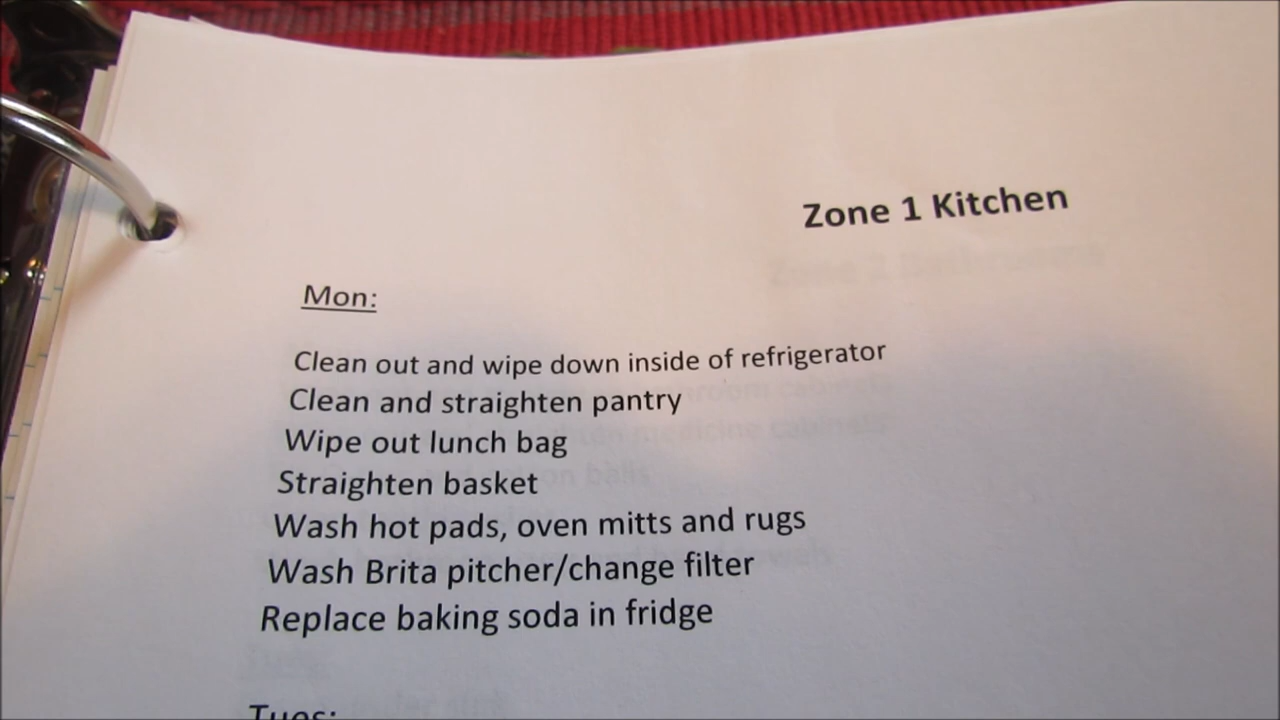 Zone 1 Kitchen
Mon:
Clean out and wipe down inside of refrigerator
Clean and straighten pantry
Wipe out lunch bag
Straighten basket
Wash hot pads, oven mitts and rugs
Wash Brita pitcher/change filter
Replace baking soda in fridge
Tues: